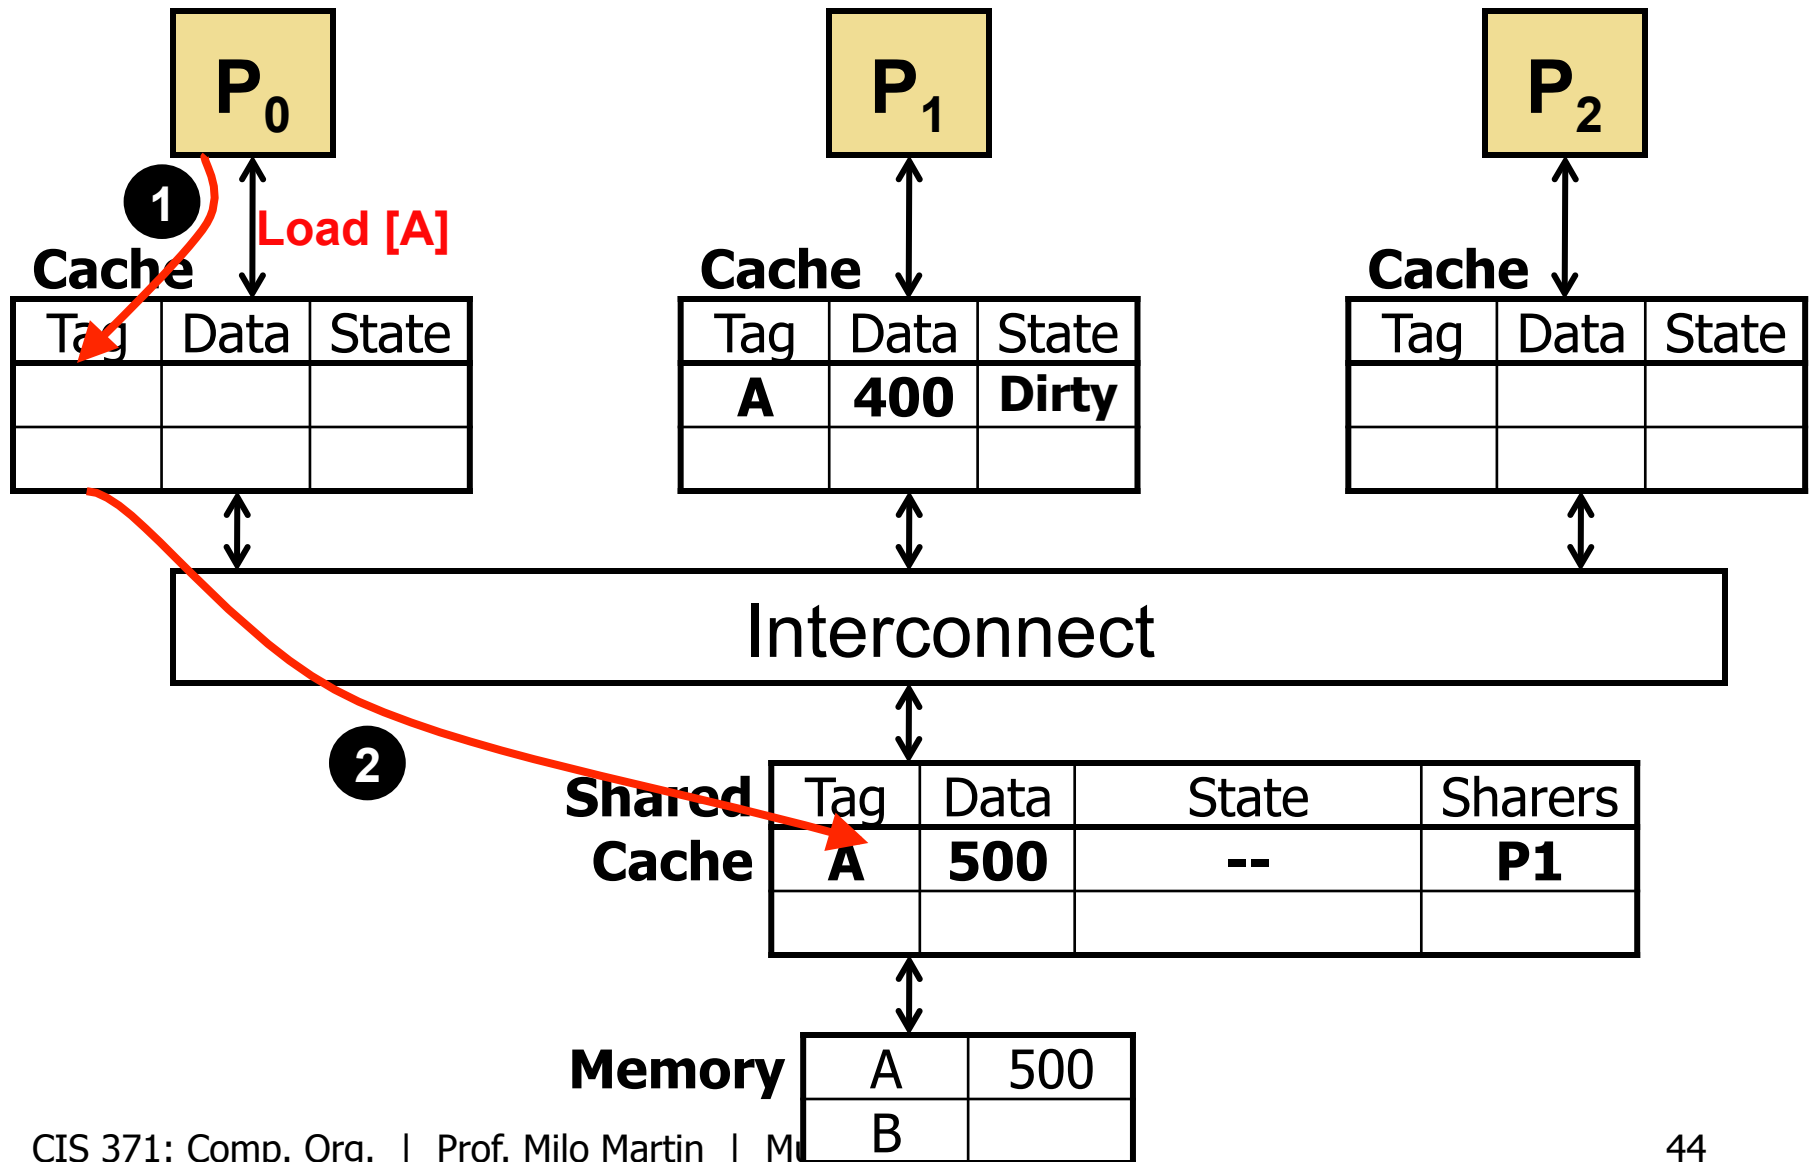 P0 P1 P2
1
Load [A]
Cache Cache Cache
Tag Data State Tag Data State Tag Data State
A 400 Dirty
Interconnect
2
Shared Tag Data State Sharers
Cache A 500 -- P1
Memory A 500
B
CIS 371: Comp. Org. | Prof. Milo Martin | 44